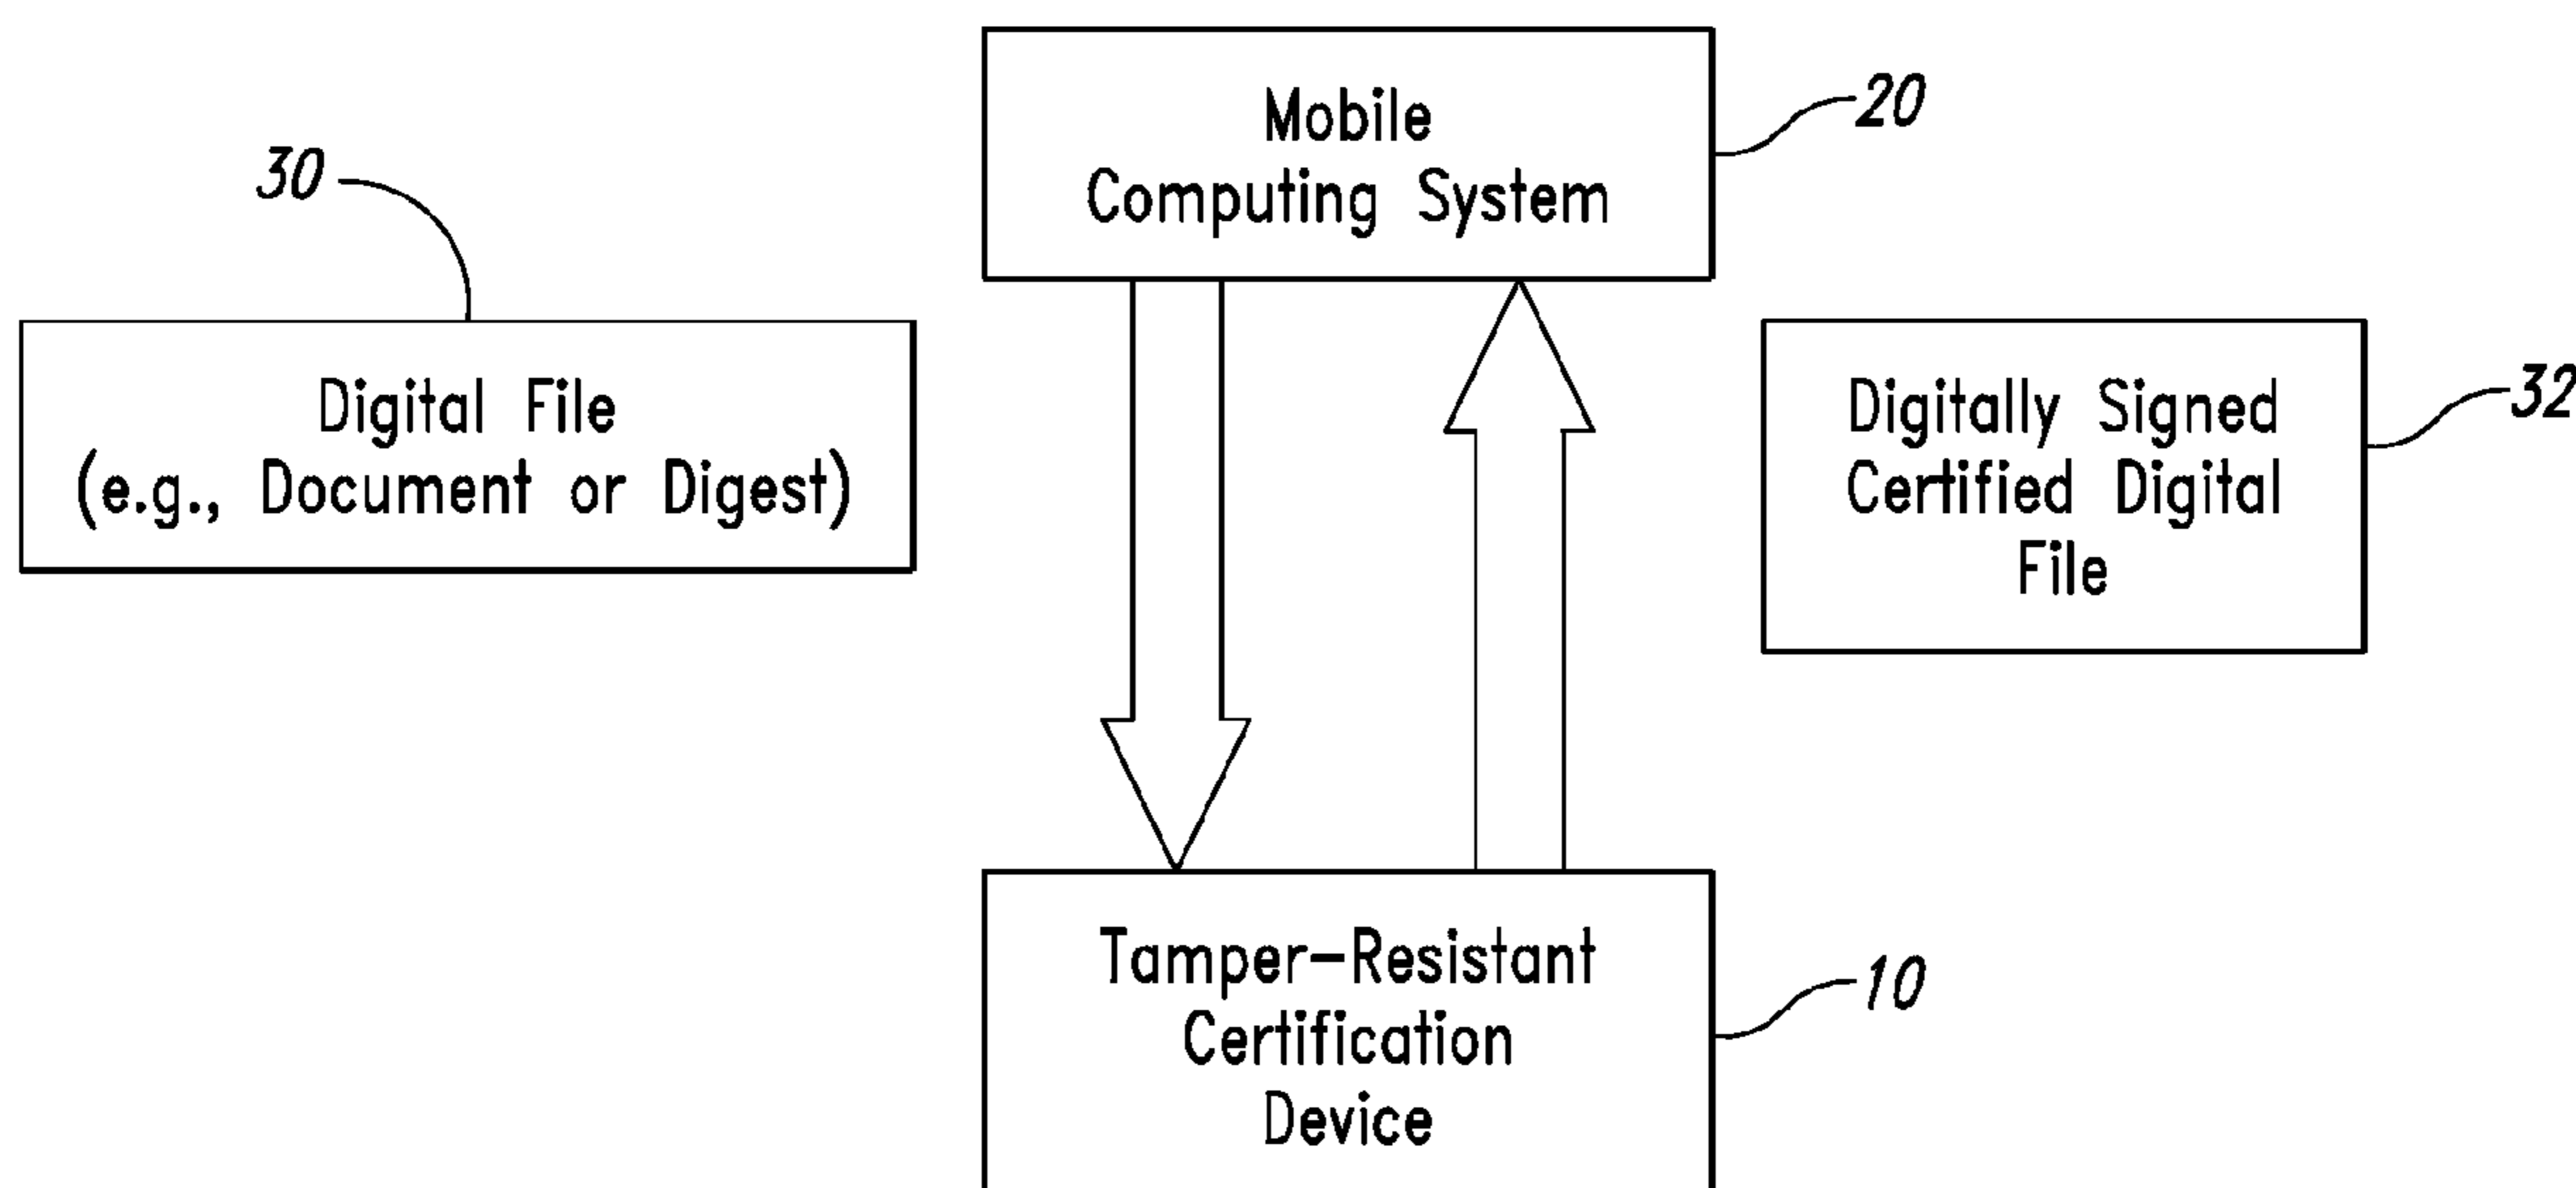 Mobile
Computing System
20
30
Digital File
(e.g., Document or Digest)
Digitally Signed
Certified Digital
File
32
Tamper-Resistant
Certification
Device
10